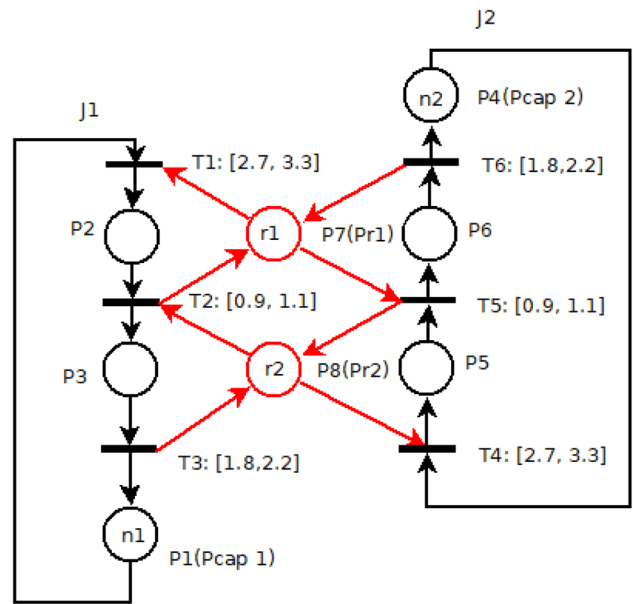 J2
n2
P4(Pcap 2)
J1
T1: [2.7, 3.3]
T6: [1.8,2.2]
P2
r1
P7(Pr1)
P6
T2: [0.9, 1.1]
T5: [0.9, 1.1]
P3
r2
P8(Pr2)
P5
T3: [1.8,2.2]
T4: [2.7, 3.3]
n1
P1(Pcap 1)